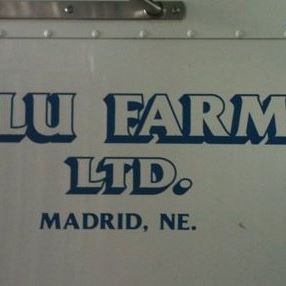 LU FARM
LTD.
MADRID, NE.